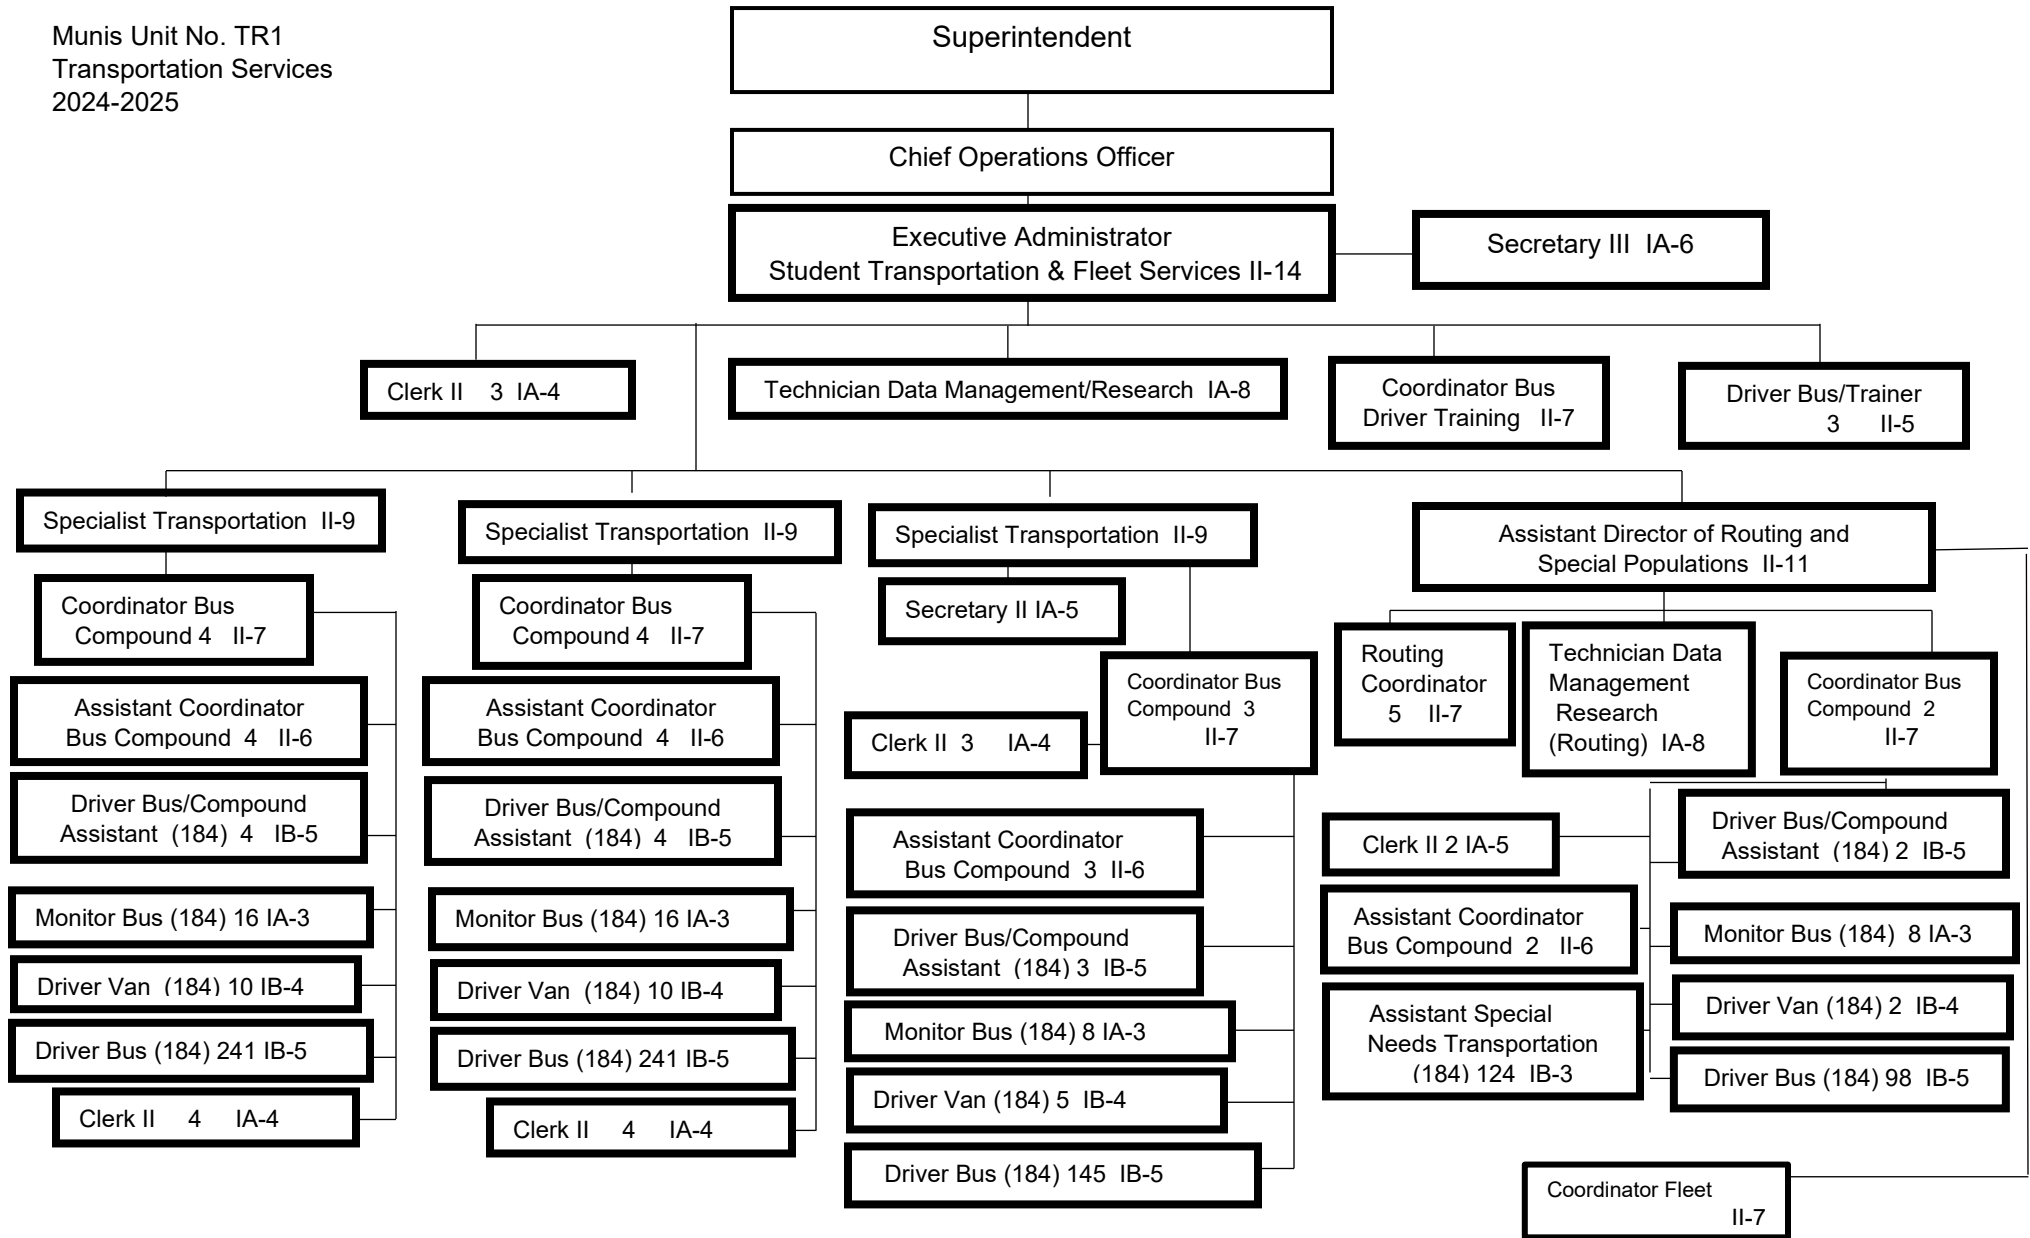 Munis Unit No. TR1
Transportation Services
2024-2025
Superintendent
Chief Operations Officer
Executive Administrator
Student Transportation & Fleet Services II-14
Secretary III IA-6
Clerk II 3 IA-4
Technician Data Management/Research IA-8
Coordinator Bus
Driver Training II-7
Driver Bus/Trainer
3 II-5
Specialist Transportation II-9
Coordinator Bus
Compound 4 II-7
Assistant Coordinator
Bus Compound 4 II-6
Driver Bus/Compound
Assistant (184) 4 IB-5
Monitor Bus (184) 16 IA-3
Driver Van (184) 10 IB-4
Driver Bus (184) 241 IB-5
Clerk II 4 IA-4
Specialist Transportation II-9
Coordinator Bus
Compound 4 II-7
Assistant Coordinator
Bus Compound 4 II-6
Driver Bus/Compound
Assistant (184) 4 IB-5
Monitor Bus (184) 16 IA-3
Driver Van (184) 10 IB-4
Driver Bus (184) 241 IB-5
Clerk II 4 IA-4
Specialist Transportation II-9
Secretary II IA-5
Coordinator Bus
Compound 3
II-7
Clerk II 3 IA-4
Assistant Coordinator
Bus Compound 3 II-6
Driver Bus/Compound
Assistant (184) 3 IB-5
Monitor Bus (184) 8 IA-3
Driver Van (184) 5 IB-4
Driver Bus (184) 145 IB-5
Assistant Director of Routing and
Special Populations II-11
Routing
Coordinator
5 II-7
Technician Data
Management
Research
(Routing) IA-8
Coordinator Bus
Compound 2
II-7
Clerk II 2 IA-5
Assistant Coordinator
Bus Compound 2 II-6
Assistant Special
Needs Transportation
(184) 124 IB-3
Driver Bus/Compound
Assistant (184) 2 IB-5
Monitor Bus (184) 8 IA-3
Driver Van (184) 2 IB-4
Driver Bus (184) 98 IB-5
Coordinator Fleet
II-7